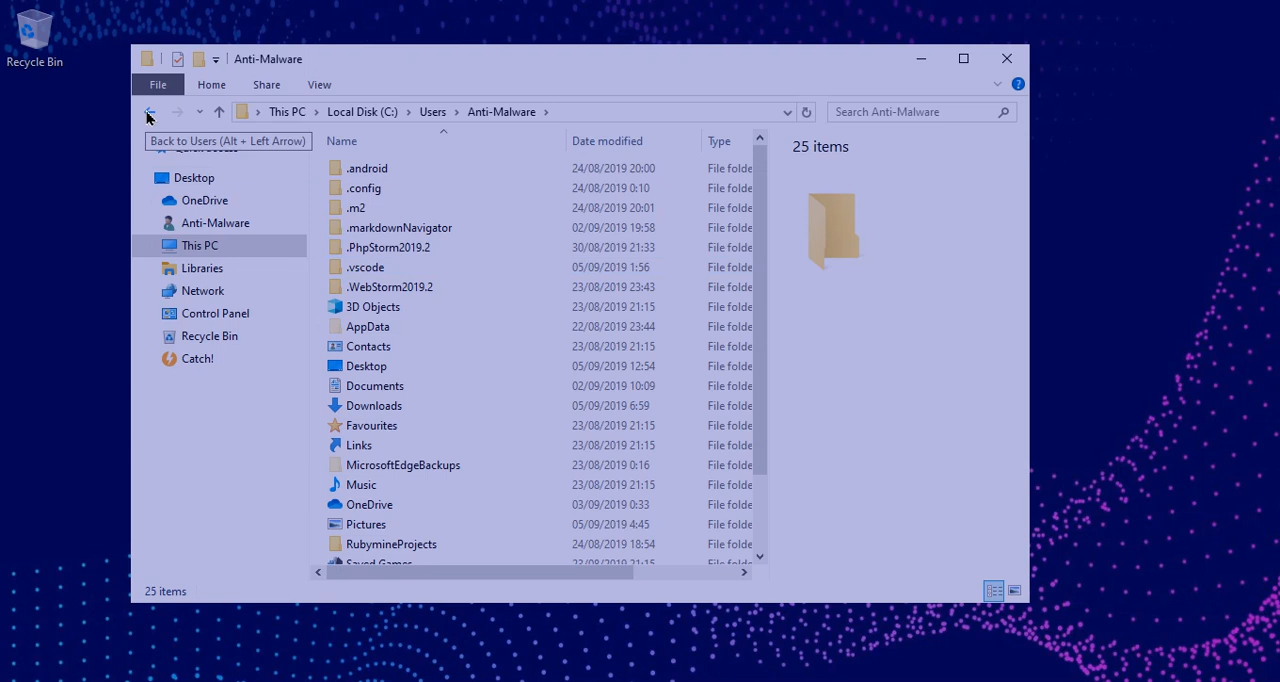 Recycle Bin
Anti-Malware
File Home Share View
This PC Local Disk (C:) Users Anti-Malware
Search Anti-Malware
Back to Users (Alt + Left Arrow)
Desktop
OneDrive
Anti-Malware
This PC
Libraries
Network
Control Panel
Recycle Bin
Catch!
Name Date modified Type
.android 24/08/2019 20:00 File folde
.config 24/08/2019 0:10 File folde
.m2 24/08/2019 20:01 File folde
.markdownNavigator 02/09/2019 19:58 File folde
.PhpStorm2019.2 30/08/2019 21:33 File folde
.vscode 05/09/2019 1:56 File folde
.WebStorm2019.2 23/08/2019 23:43 File folde
3D Objects 23/08/2019 21:15 File folde
AppData 22/08/2019 23:44 File folde
Contacts 23/08/2019 21:15 File folde
Desktop 05/09/2019 12:54 File folde
Documents 02/09/2019 10:09 File folde
Downloads 05/09/2019 6:59 File folde
Favourites 23/08/2019 21:15 File folde
Links 23/08/2019 21:15 File folde
MicrosoftEdgeBackups 23/08/2019 0:16 File folde
Music 23/08/2019 21:15 File folde
OneDrive 03/09/2019 0:33 File folde
Pictures 05/09/2019 4:45 File folde
RubymineProjects 24/08/2019 18:54 File folde
Saved Games 23/08/2019 21:15 File folde
25 items
25 items